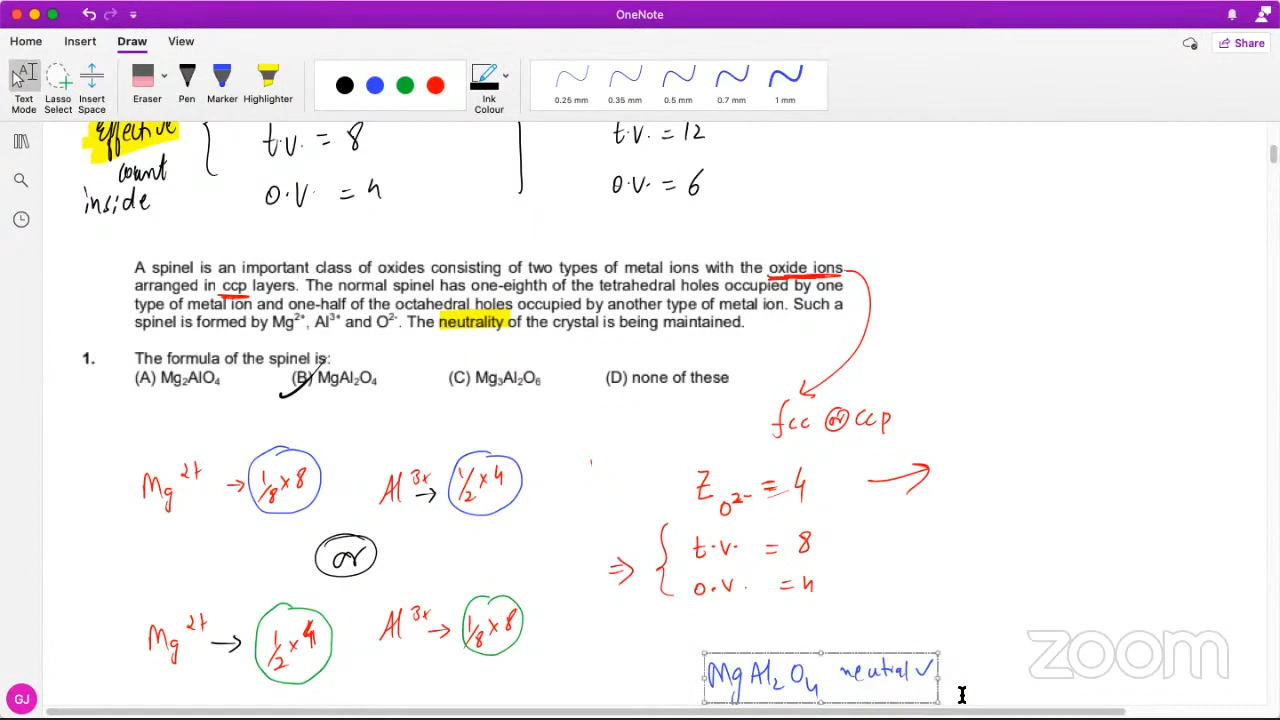 OneNote
Home Insert Draw View
Share
Text Mode
Lasso Select
Insert Space
Eraser
Pen
Marker
Highlighter
Ink Colour
0.25 mm 0.35 mm 0.5 mm 0.7 mm 1 mm
Effective count inside
t.v. = 8
o.v. = 4
t.v. = 12
o.v. = 6
A spinel is an important class of oxides consisting of two types of metal ions with the oxide ions
arranged in ccp layers. The normal spinel has one-eighth of the tetrahedral holes occupied by one
type of metal ion and one-half of the octahedral holes occupied by another type of metal ion. Such a
spinel is formed by Mg²⁺, Al³⁺ and O²⁻. The neutrality of the crystal is being maintained.
1. The formula of the spinel is:
(A) Mg₂AlO₄ (B) MgAl₂O₄ (C) Mg₃Al₂O₆ (D) none of these
fcc or ccp
Mg²⁺ → 1/8 × 8 Al³⁺ → 1/2 × 4
Z O²⁻ = 4 →
or
⇒ { t.v. = 8
o.v. = 4
Mg²⁺ → 1/2 × 4 Al³⁺ → 1/8 × 8
MgAl₂O₄ neutral ✓
zoom
GJ